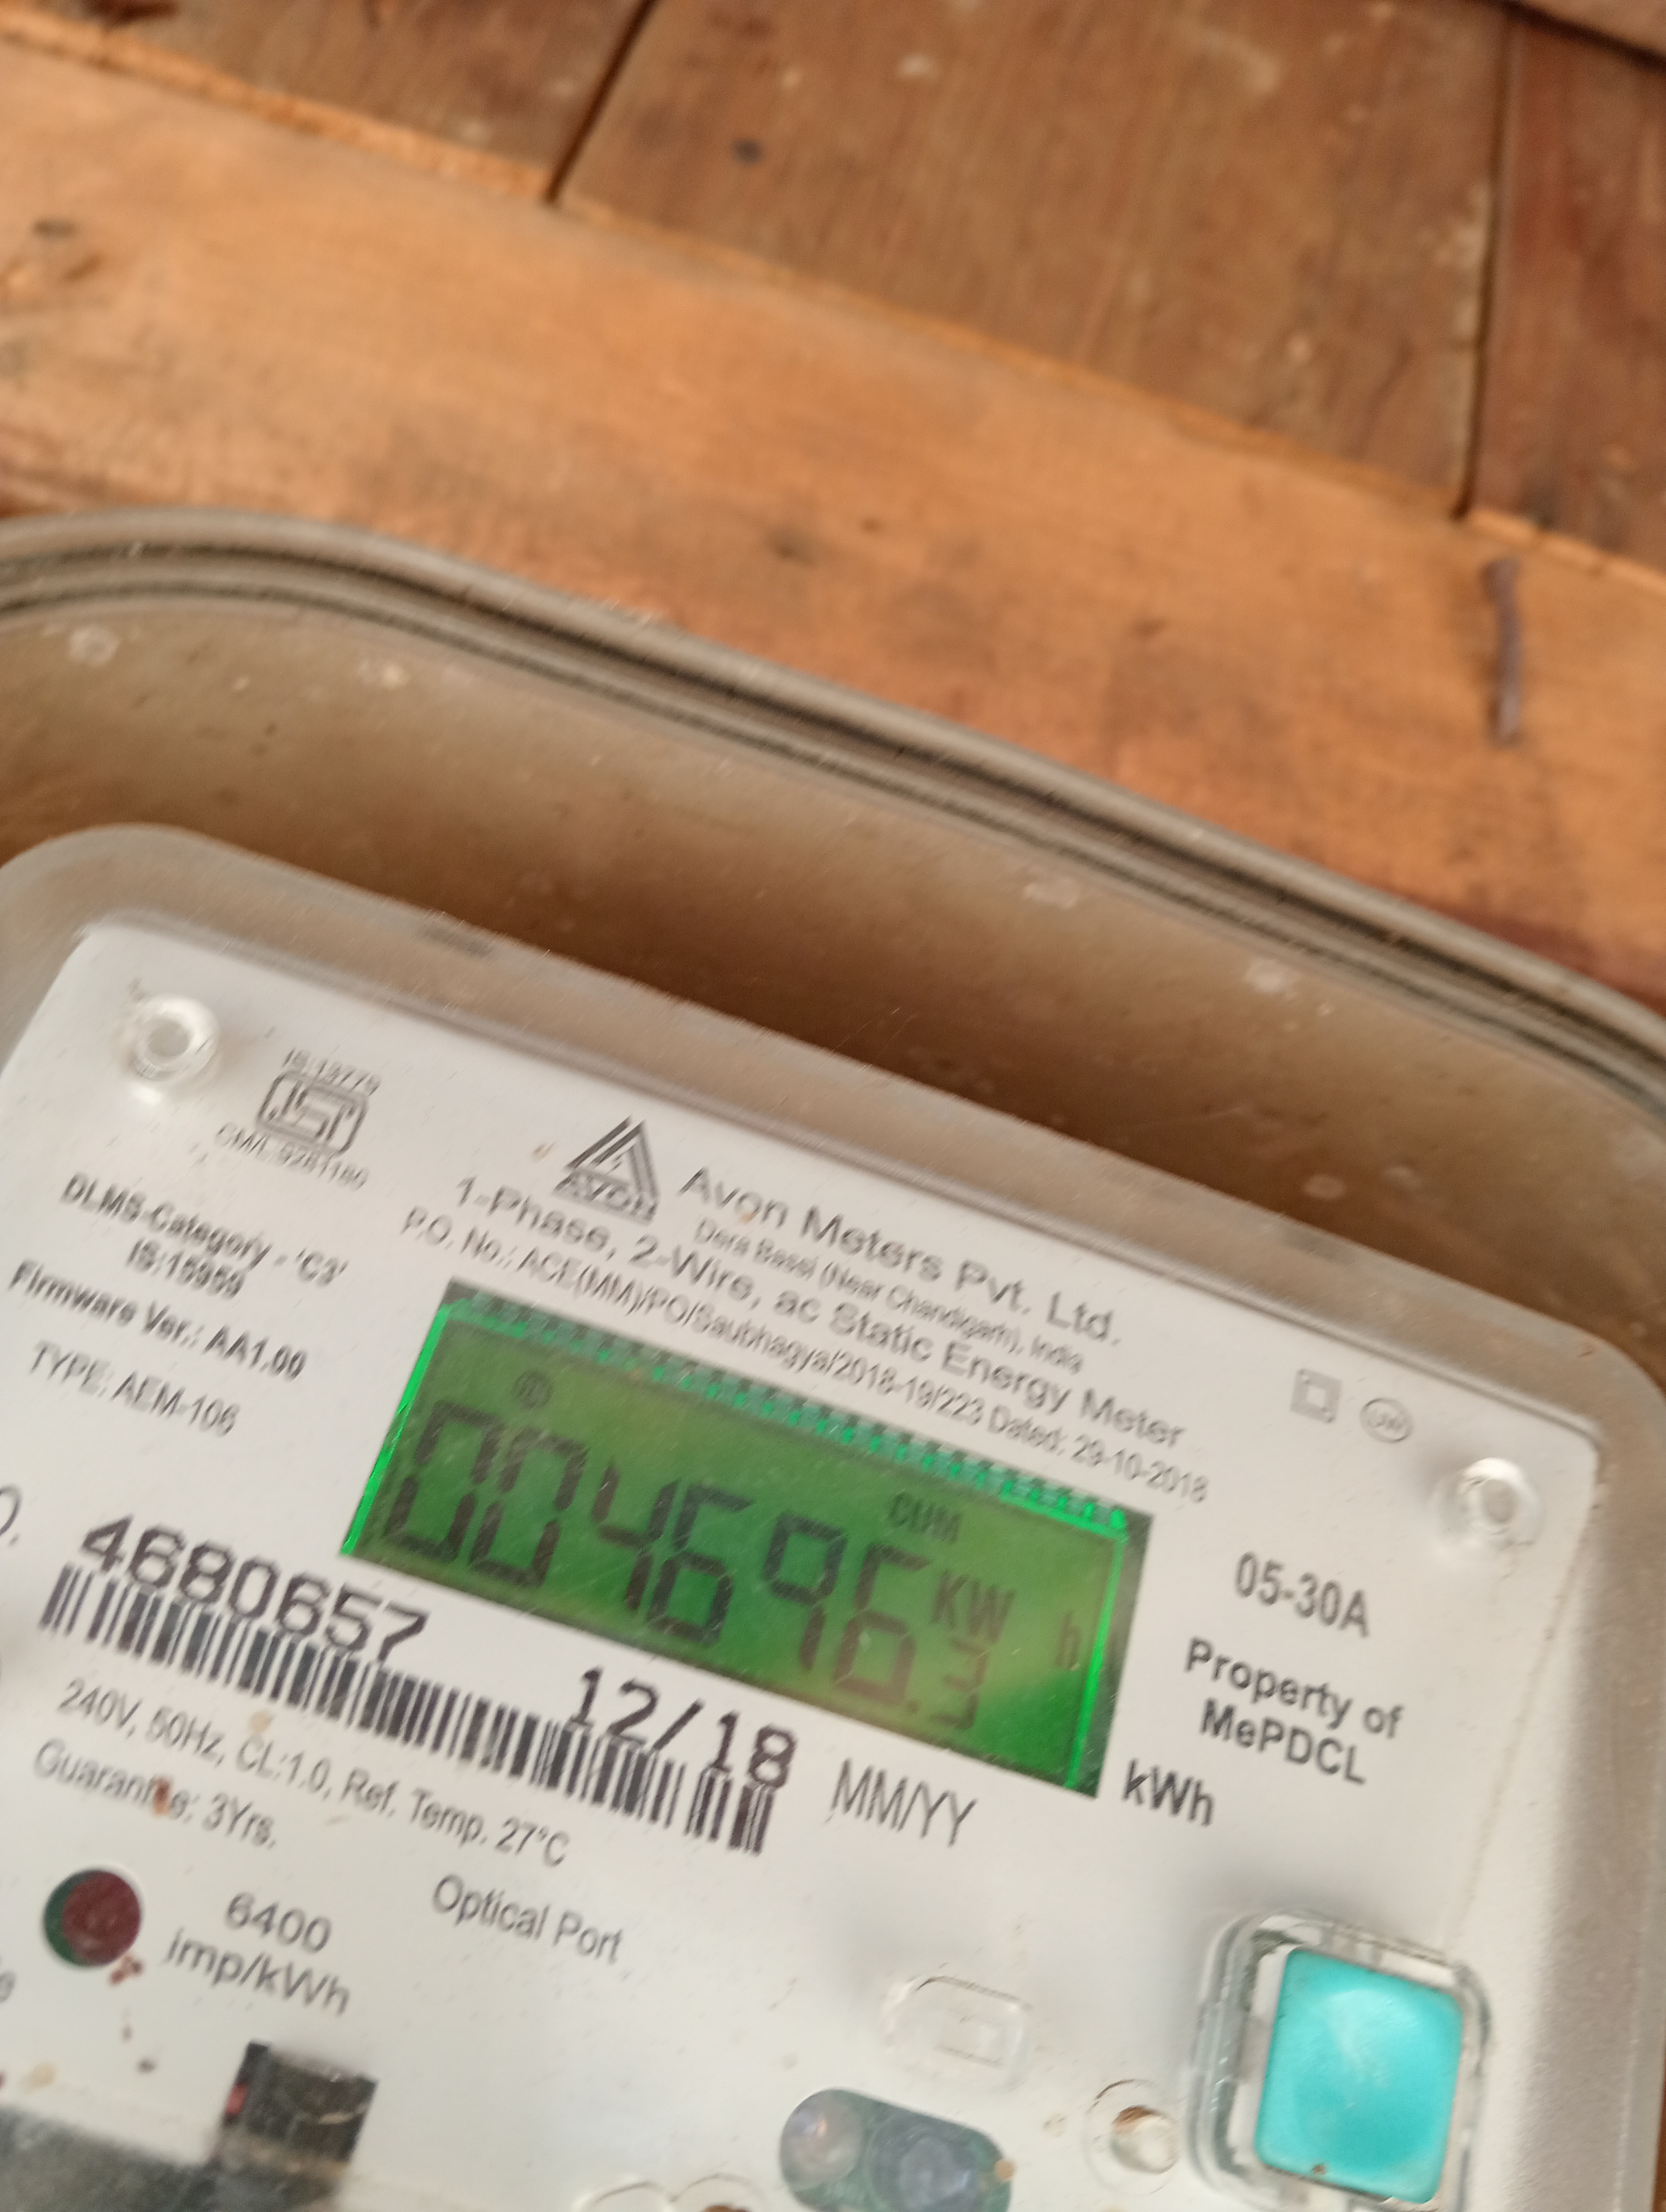 IS:13779
ISI
CM/L-9261180
DLMS-Category - 'C3'
IS:15959
Firmware Ver.: AA1.00
TYPE: AEM-106
AVON
Avon Meters Pvt. Ltd.
Dera Bassi (Near Chandigarh), India
1-Phase, 2-Wire, ac Static Energy Meter
P.O. No.: ACE(MM)/PO/Saubhagya/2018-19/223 Dated: 29-10-2018
CUM
004696.3
KW h
kWh
05-30A
Property of
MePDCL
4680657
12/18
MM/YY
240V, 50Hz, CL:1.0, Ref. Temp. 27°C
Guarantee: 3Yrs.
6400
imp/kWh
Optical Port